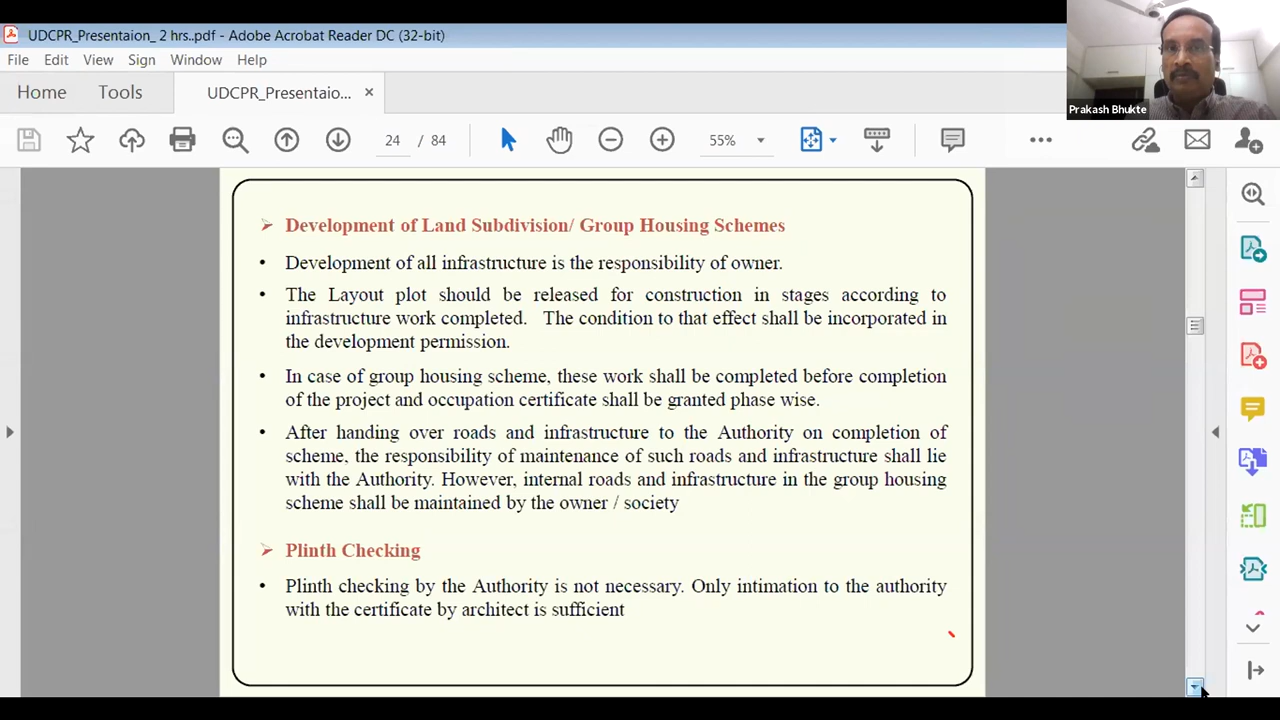 UDCPR_Presentaion_ 2 hrs..pdf - Adobe Acrobat Reader DC (32-bit)
File Edit View Sign Window Help
Home Tools UDCPR_Presentaio... ×
24 / 84 55%
Prakash Bhukte
➢ Development of Land Subdivision/ Group Housing Schemes
• Development of all infrastructure is the responsibility of owner.
• The Layout plot should be released for construction in stages according to
infrastructure work completed. The condition to that effect shall be incorporated in
the development permission.
• In case of group housing scheme, these work shall be completed before completion
of the project and occupation certificate shall be granted phase wise.
• After handing over roads and infrastructure to the Authority on completion of
scheme, the responsibility of maintenance of such roads and infrastructure shall lie
with the Authority. However, internal roads and infrastructure in the group housing
scheme shall be maintained by the owner / society
➢ Plinth Checking
• Plinth checking by the Authority is not necessary. Only intimation to the authority
with the certificate by architect is sufficient